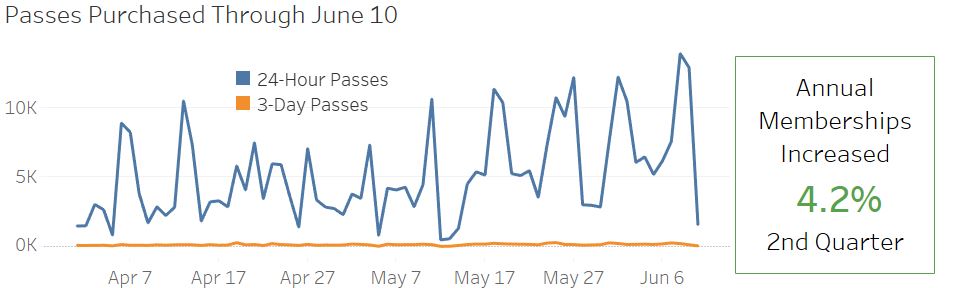 Passes Purchased Through June 10
24-Hour Passes
3-Day Passes
10K
5K
0K
Apr 7 Apr 17 Apr 27 May 7 May 17 May 27 Jun 6
Annual
Memberships
Increased
4.2%
2nd Quarter